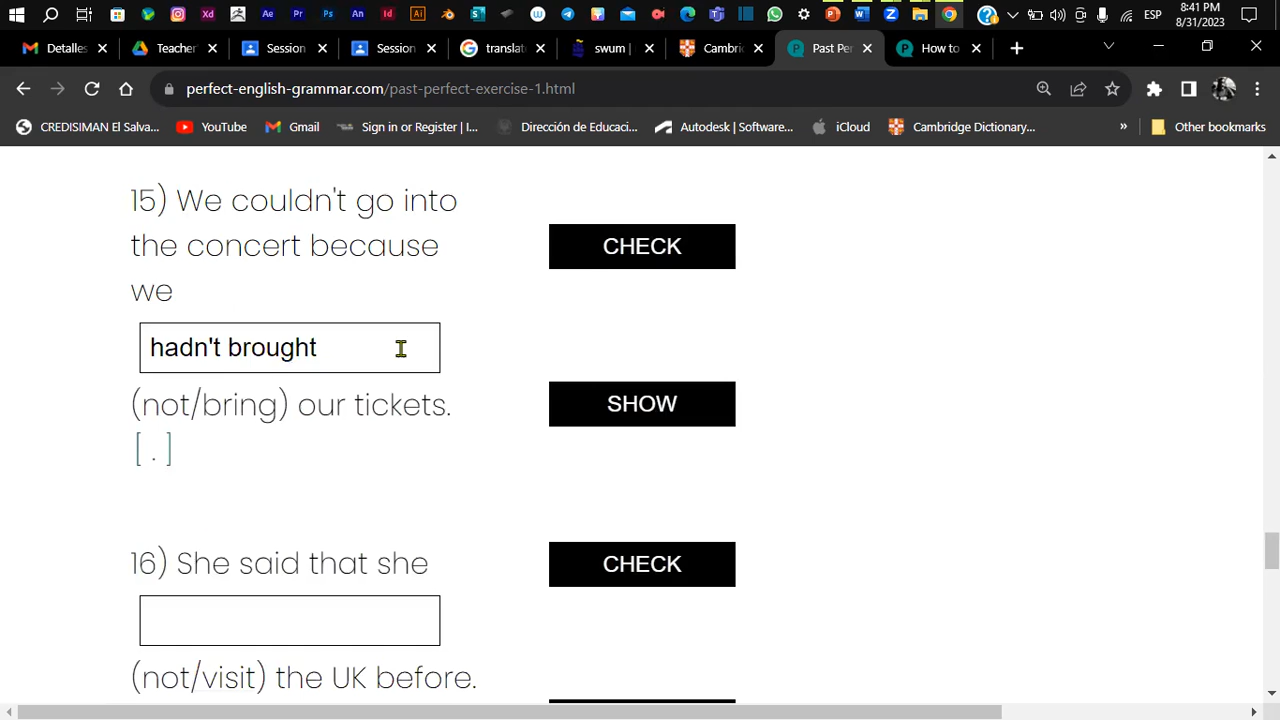 8:41 PM
ESP
8/31/2023
Detalles
Teacher
Session
Session
translat
swum |
Cambric
Past Per
How to
perfect-english-grammar.com/past-perfect-exercise-1.html
CREDISIMAN El Salva...
YouTube
Gmail
Sign in or Register | I...
Dirección de Educaci...
Autodesk | Software...
iCloud
Cambridge Dictionary...
»
Other bookmarks
15) We couldn't go into
the concert because
we
CHECK
hadn't brought
(not/bring) our tickets.
SHOW
[ . ]
16) She said that she
CHECK
(not/visit) the UK before.